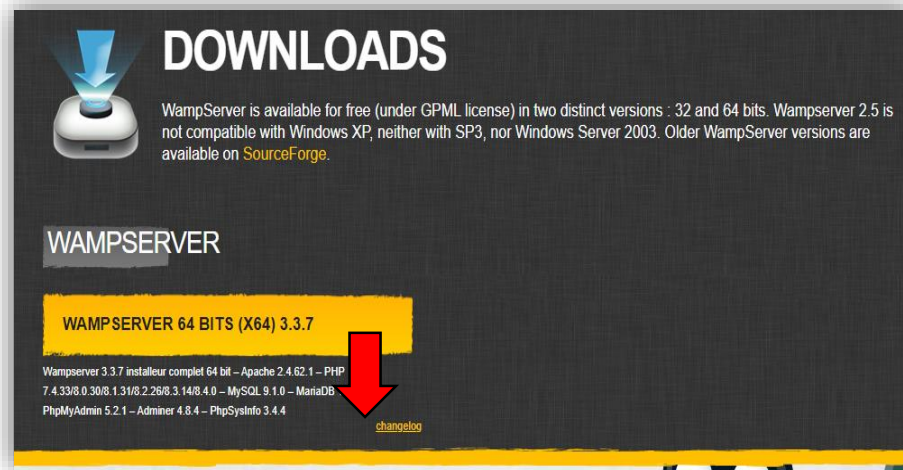 DOWNLOADS
WampServer is available for free (under GPML license) in two distinct versions : 32 and 64 bits. Wampserver 2.5 is
not compatible with Windows XP, neither with SP3, nor Windows Server 2003. Older WampServer versions are
available on SourceForge.
WAMPSERVER
WAMPSERVER 64 BITS (X64) 3.3.7
Wampserver 3.3.7 installeur complet 64 bit – Apache 2.4.62.1 – PHP
7.4.33/8.0.30/8.1.31/8.2.26/8.3.14/8.4.0 – MySQL 9.1.0 – MariaDB
PhpMyAdmin 5.2.1 – Adminer 4.8.4 – PhpSysInfo 3.4.4
changelog